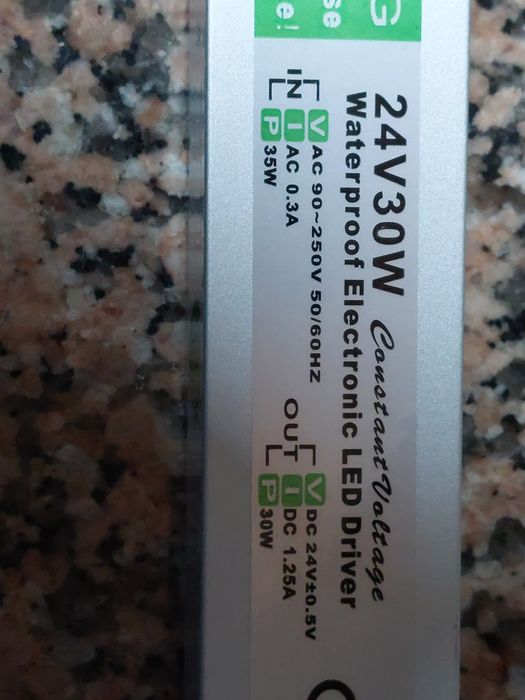 G
se
e!
24V30W Constant Voltage
Waterproof Electronic LED Driver
IN
V AC 90~250V 50/60HZ
I AC 0.3A
P 35W
OUT
V DC 24V±0.5V
I DC 1.25A
P 30W